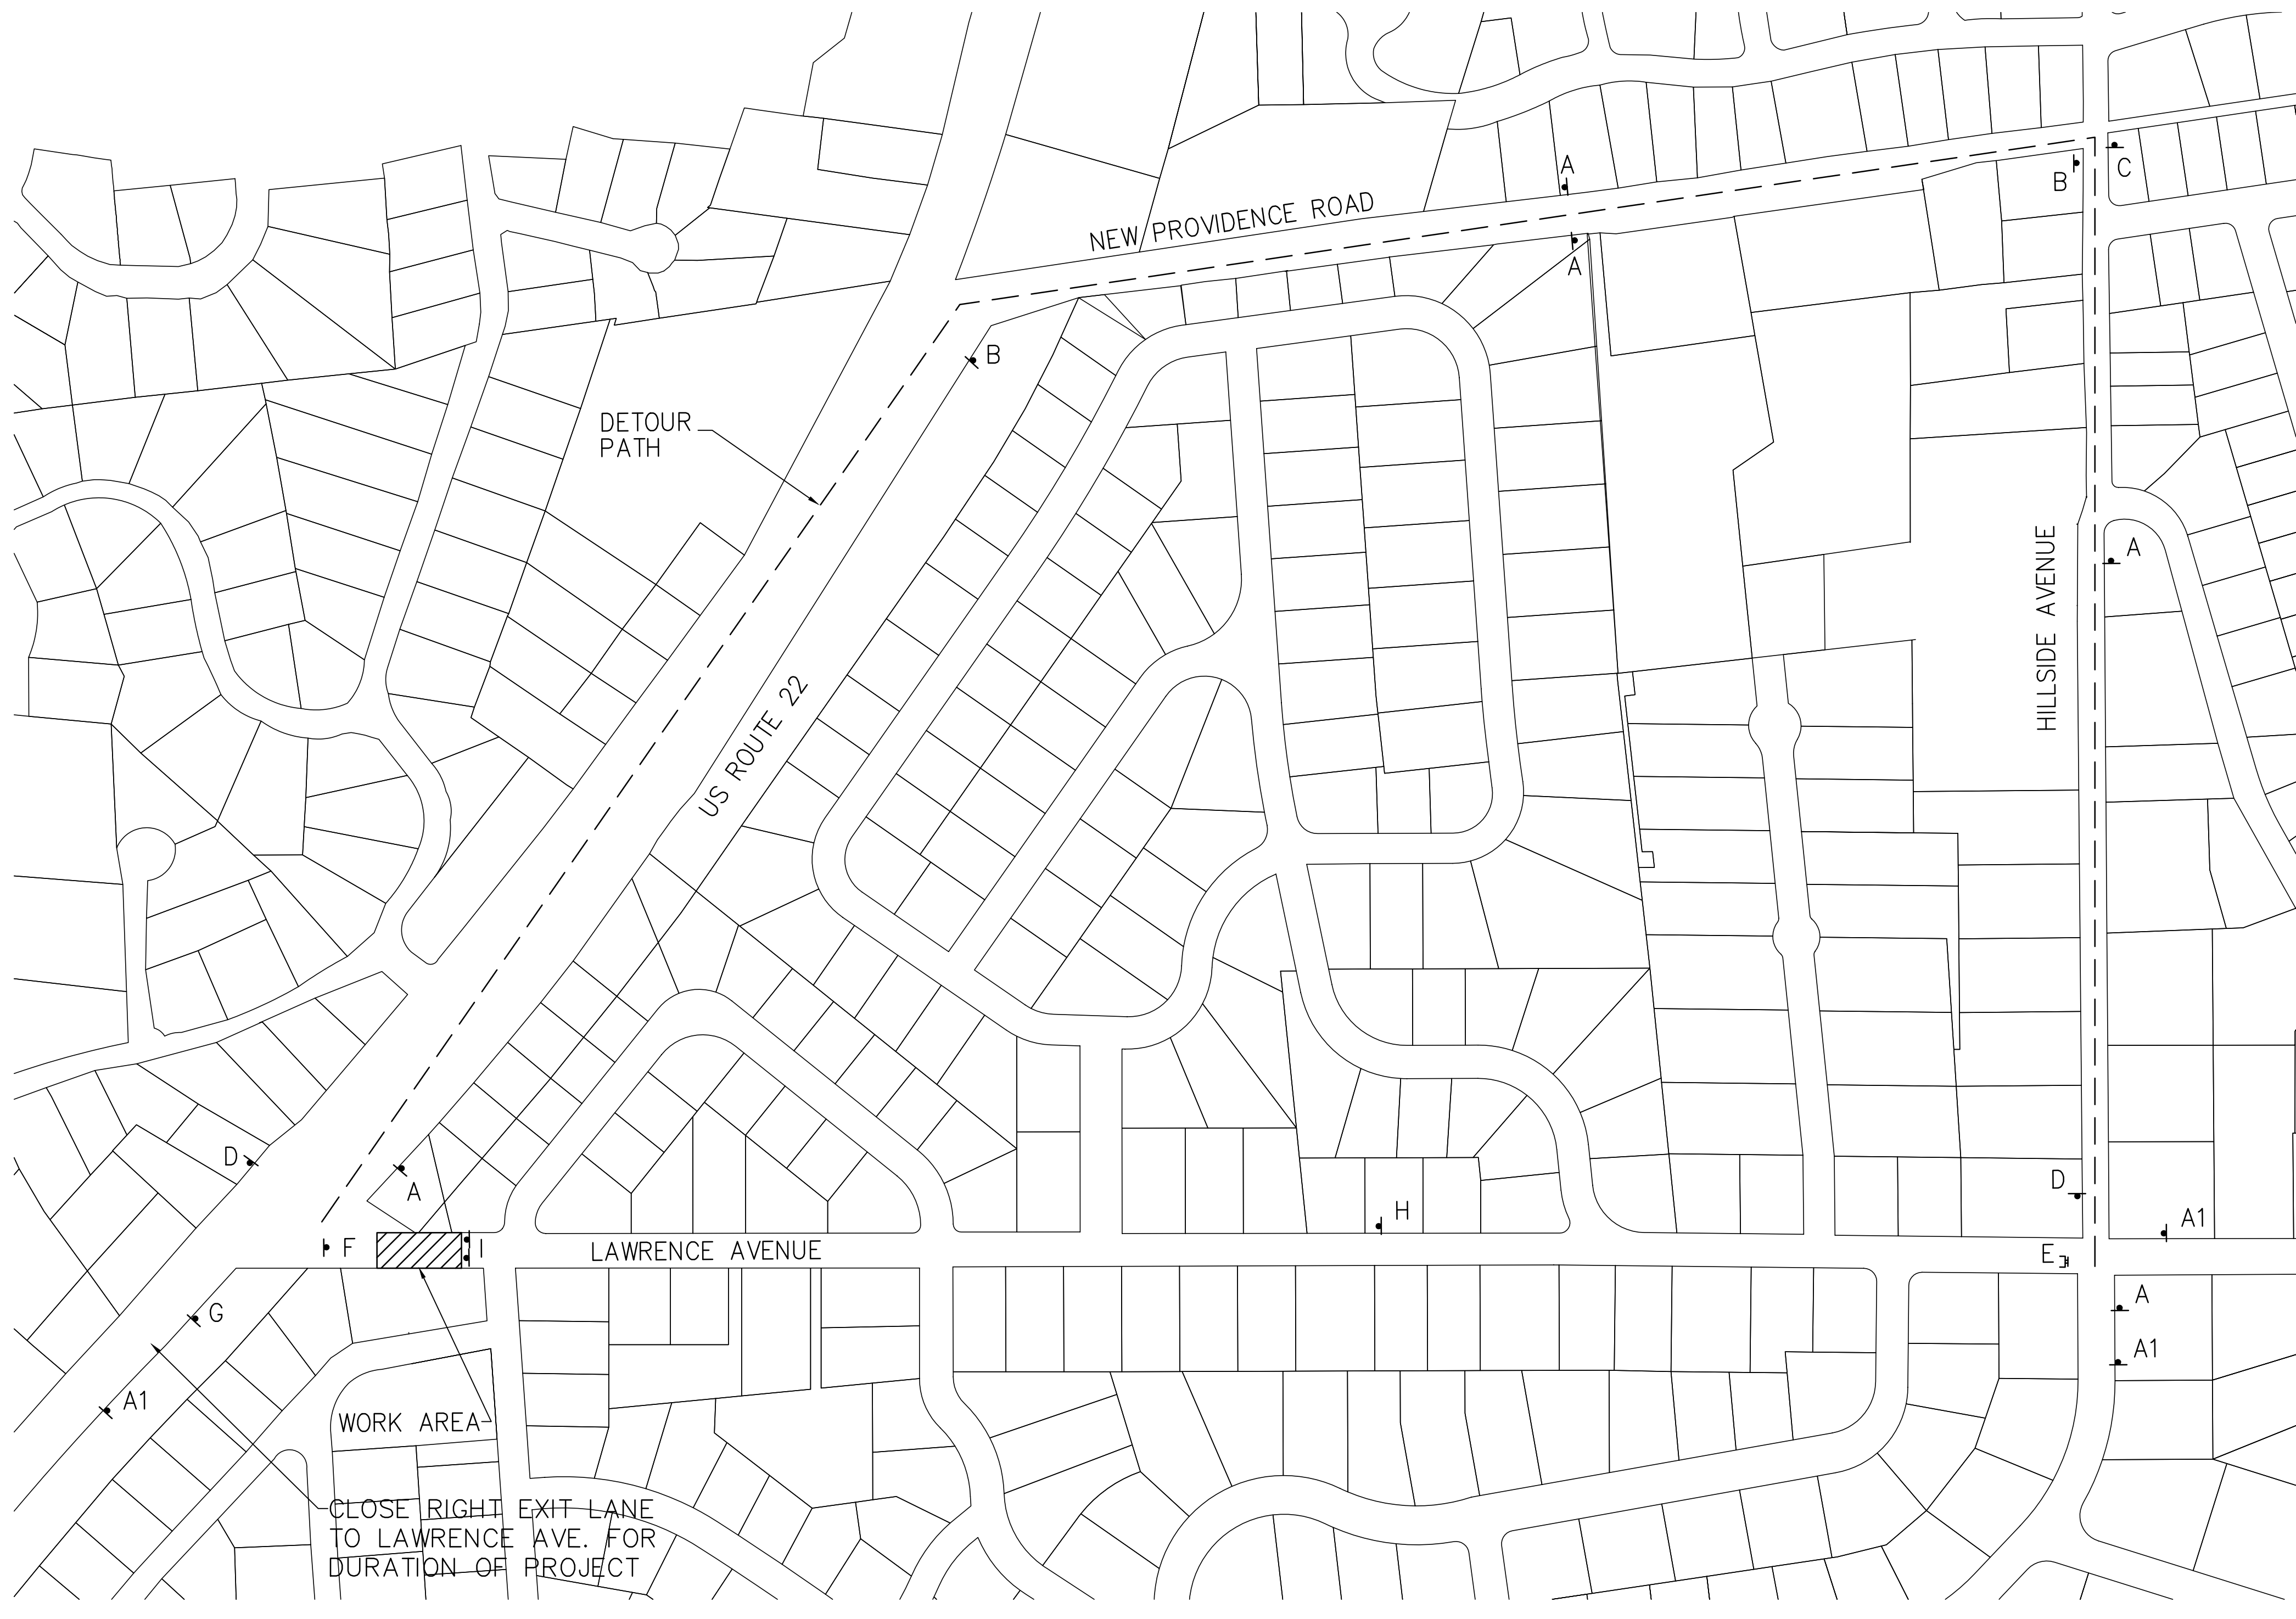 A
B
C
NEW PROVIDENCE ROAD
A
B
DETOUR
PATH
A
HILLSIDE AVENUE
US ROUTE 22
D
A
D
H
A1
F
I
LAWRENCE AVENUE
E
G
A
A1
A1
WORK AREA
CLOSE RIGHT EXIT LANE
TO LAWRENCE AVE. FOR
DURATION OF PROJECT